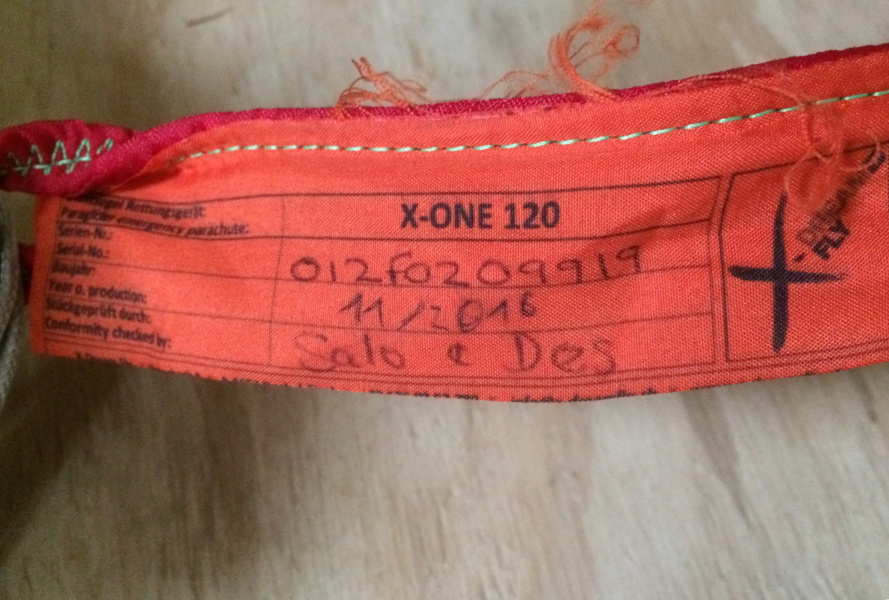 Rettungsgerät:
Paraglider emergency parachute:
X-ONE 120
Serien-Nr.:
Serial-No.:
012F0209919
Baujahr:
Year o. production:
11/2016
Stückgeprüft durch:
Conformity checked by:
Salo e Des
X-DREAM
FLY